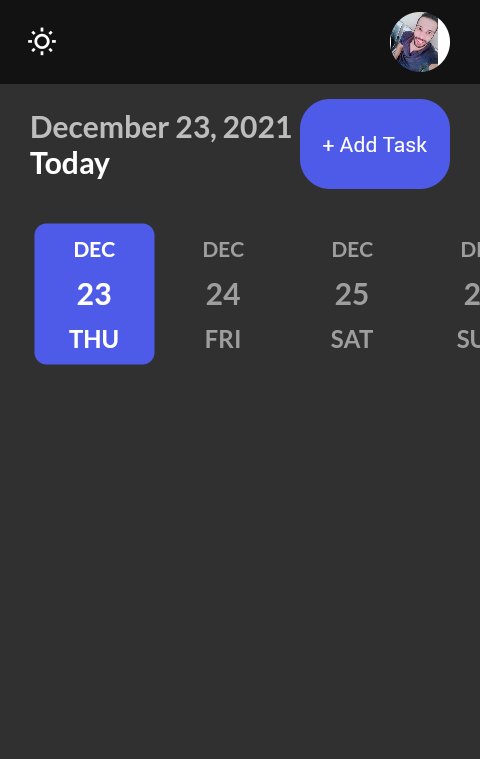 December 23, 2021
Today
+ Add Task
DEC DEC DEC
23 24 25
THU FRI SAT